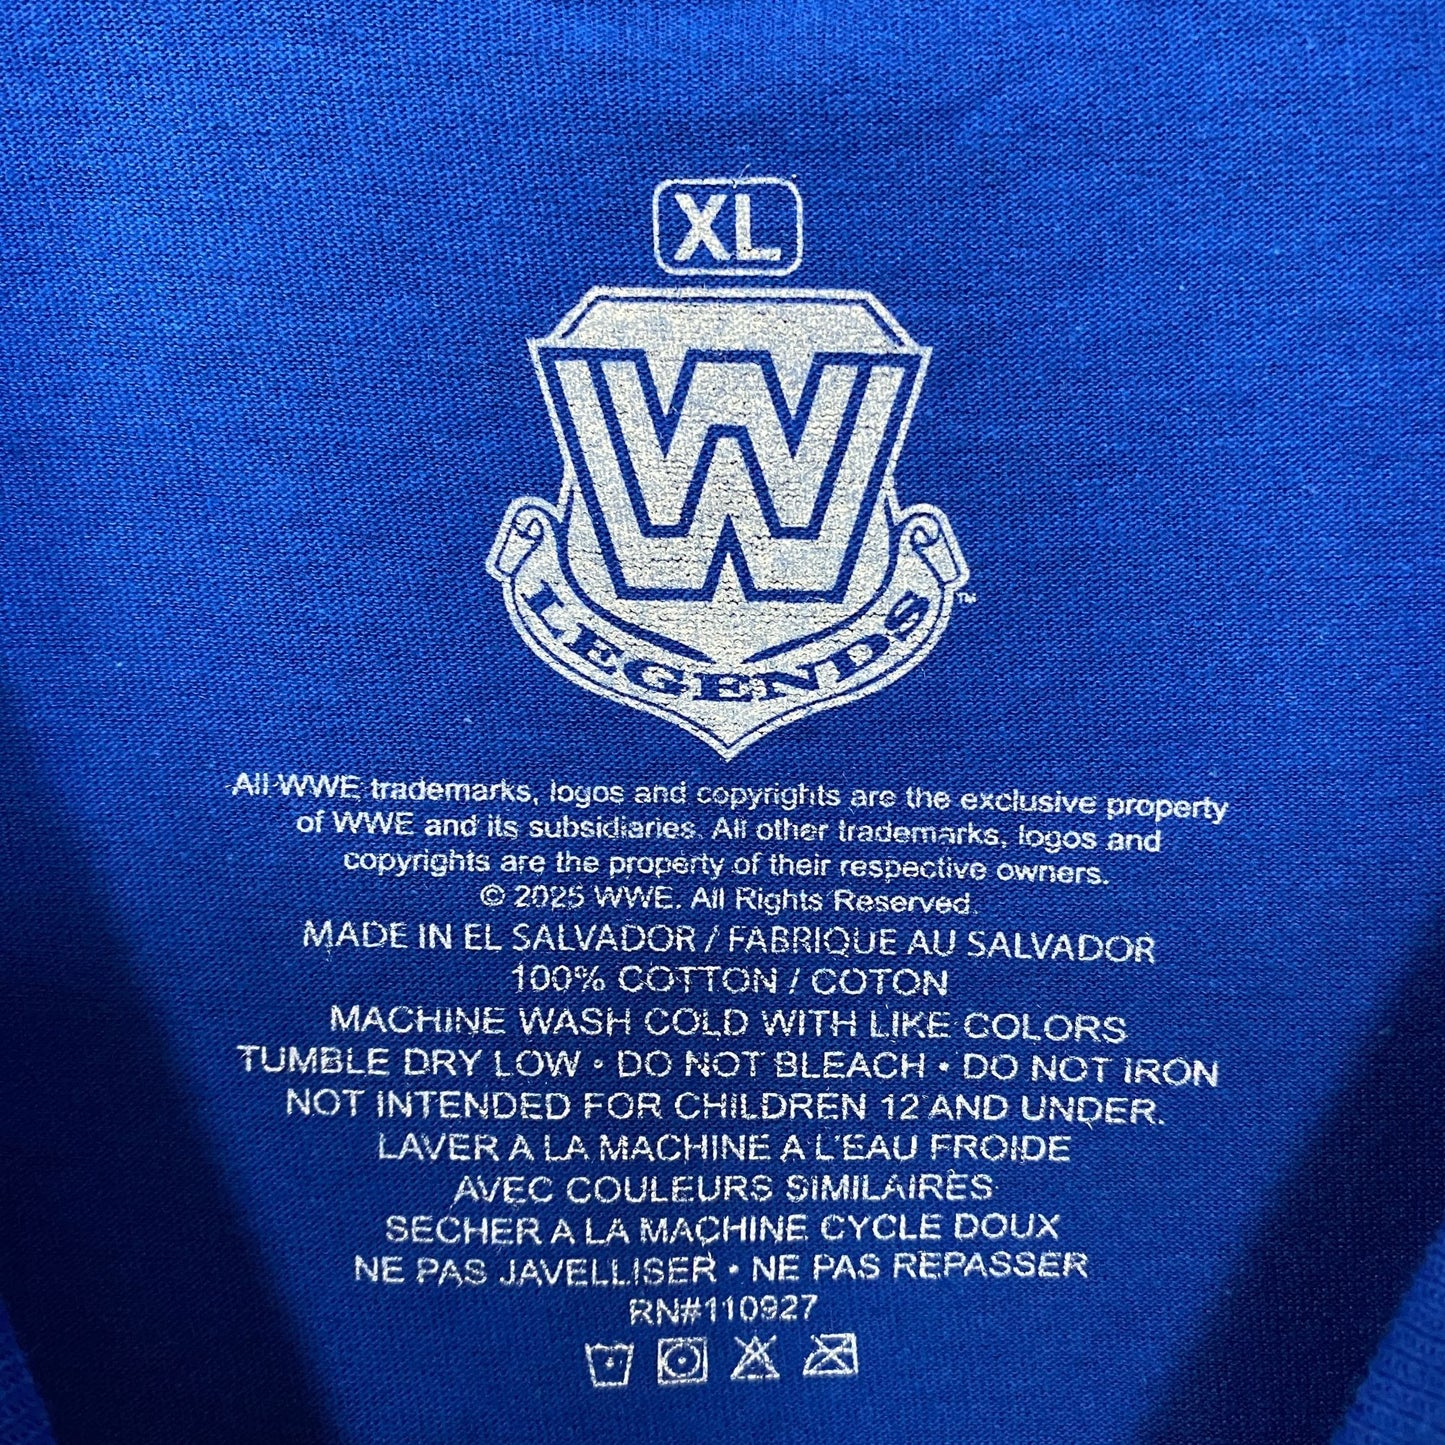 XL
W
LEGENDS
™
All WWE trademarks, logos and copyrights are the exclusive property
of WWE and its subsidiaries. All other trademarks, logos and
copyrights are the property of their respective owners.
© 2025 WWE. All Rights Reserved.
MADE IN EL SALVADOR / FABRIQUE AU SALVADOR
100% COTTON / COTON
MACHINE WASH COLD WITH LIKE COLORS
TUMBLE DRY LOW • DO NOT BLEACH • DO NOT IRON
NOT INTENDED FOR CHILDREN 12 AND UNDER.
LAVER A LA MACHINE A L'EAU FROIDE
AVEC COULEURS SIMILAIRES
SECHER A LA MACHINE CYCLE DOUX
NE PAS JAVELLISER • NE PAS REPASSER
RN#110927